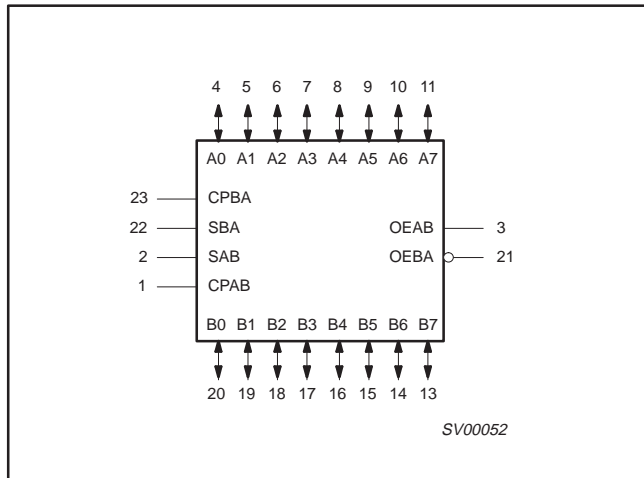 4 5 6 7 8 9 10 11
A0 A1 A2 A3 A4 A5 A6 A7
23 CPBA
22 SBA OEAB 3
2 SAB OEBA 21
1 CPAB
B0 B1 B2 B3 B4 B5 B6 B7
20 19 18 17 16 15 14 13
SV00052